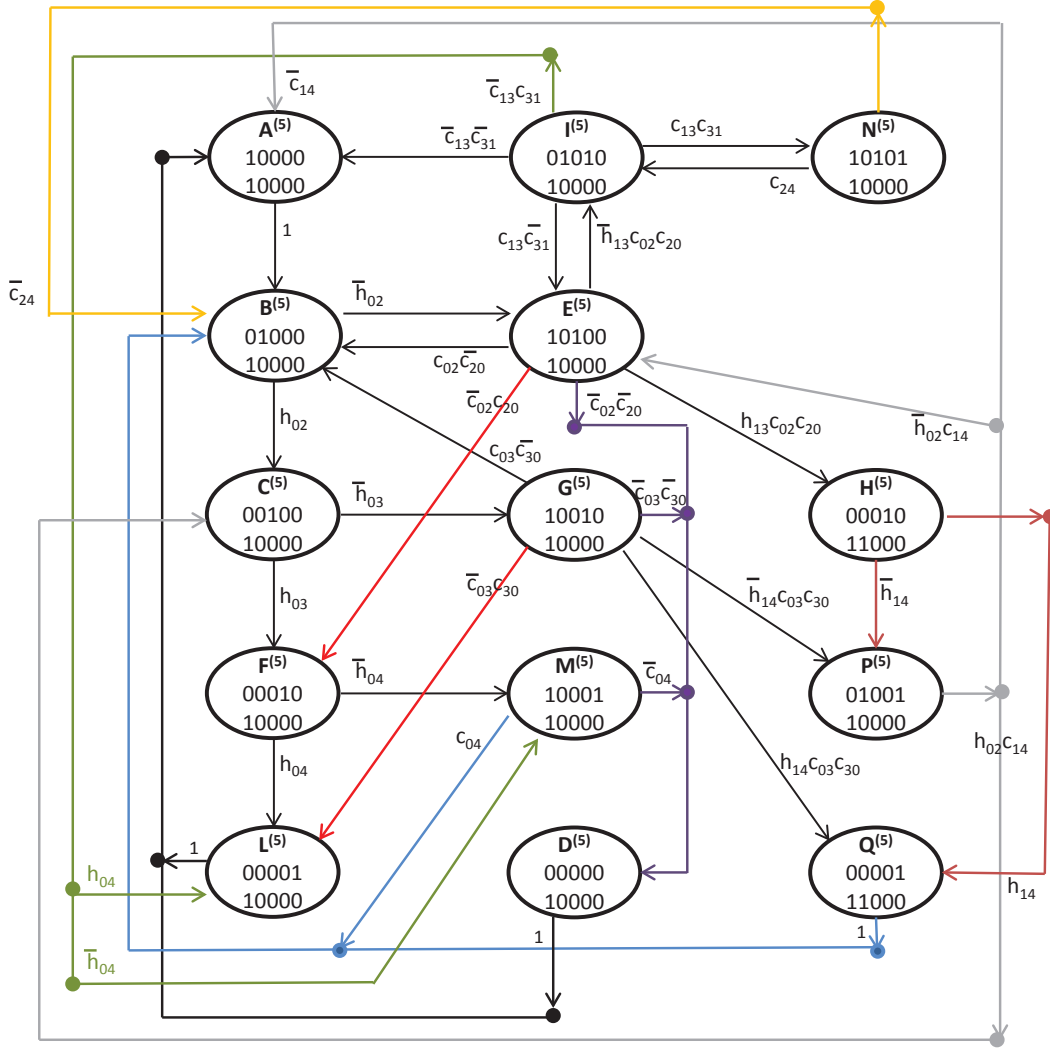 c̅₁₄
A⁽⁵⁾
10000
10000
c̅₁₃c̅₃₁
c̅₁₃c₃₁
I⁽⁵⁾
01010
10000
c₁₃c₃₁
c₂₄
N⁽⁵⁾
10101
10000
1
c₁₃c̅₃₁
h̅₁₃c₀₂c₂₀
c̅₂₄
B⁽⁵⁾
01000
10000
h̅₀₂
c₀₂c̅₂₀
E⁽⁵⁾
10100
10000
h₀₂
c̅₀₂c₂₀
c̅₀₂c̅₂₀
h₁₃c₀₂c₂₀
h̅₀₂c₁₄
c₀₃c̅₃₀
C⁽⁵⁾
00100
10000
h̅₀₃
G⁽⁵⁾
10010
10000
c̅₀₃c̅₃₀
H⁽⁵⁾
00010
11000
h₀₃
c̅₀₃c₃₀
h̅₁₄c₀₃c₃₀
h̅₁₄
F⁽⁵⁾
00010
10000
h̅₀₄
M⁽⁵⁾
10001
10000
c̅₀₄
P⁽⁵⁾
01001
10000
h₀₄
c₀₄
h₁₄c₀₃c₃₀
h₀₂c₁₄
1
L⁽⁵⁾
00001
10000
h₀₄
D⁽⁵⁾
00000
10000
Q⁽⁵⁾
00001
11000
h₁₄
h̅₀₄
1
1